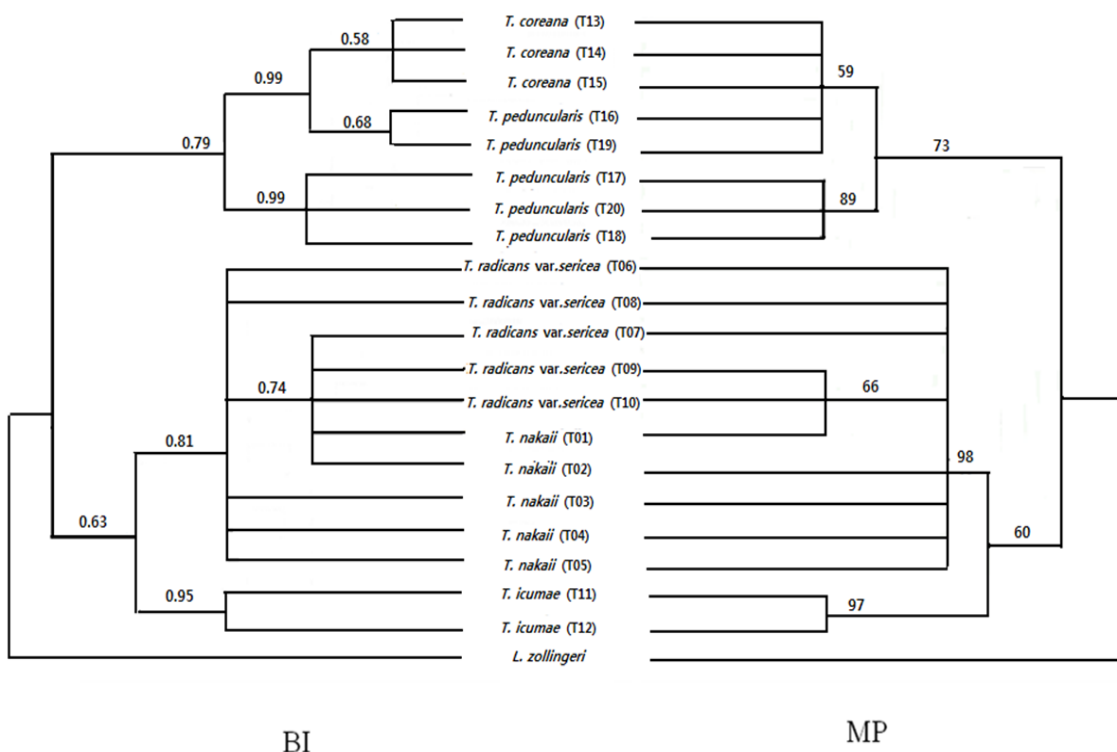 T. coreana (T13)
0.58
T. coreana (T14)
59
0.99
T. coreana (T15)
T. peduncularis (T16)
0.68
0.79
T. peduncularis (T19)
73
T. peduncularis (T17)
0.99
T. peduncularis (T20)
89
T. peduncularis (T18)
T. radicans var.sericea (T06)
T. radicans var.sericea (T08)
T. radicans var.sericea (T07)
T. radicans var.sericea (T09)
0.74
66
T. radicans var.sericea (T10)
0.81
T. nakaii (T01)
98
T. nakaii (T02)
T. nakaii (T03)
0.63
60
T. nakaii (T04)
T. nakaii (T05)
0.95
T. icumae (T11)
97
T. icumae (T12)
L. zollingeri
BI
MP